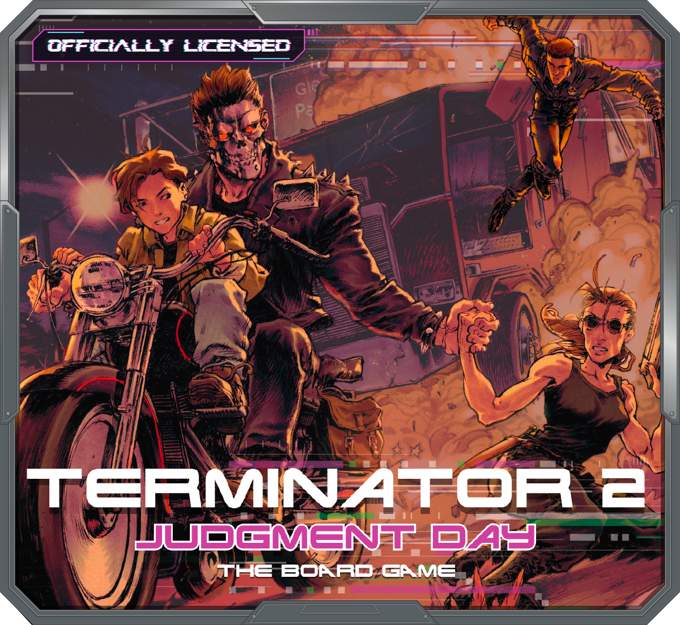 OFFICIALLY LICENSED
TERMINATOR 2
JUDGMENT DAY
THE BOARD GAME